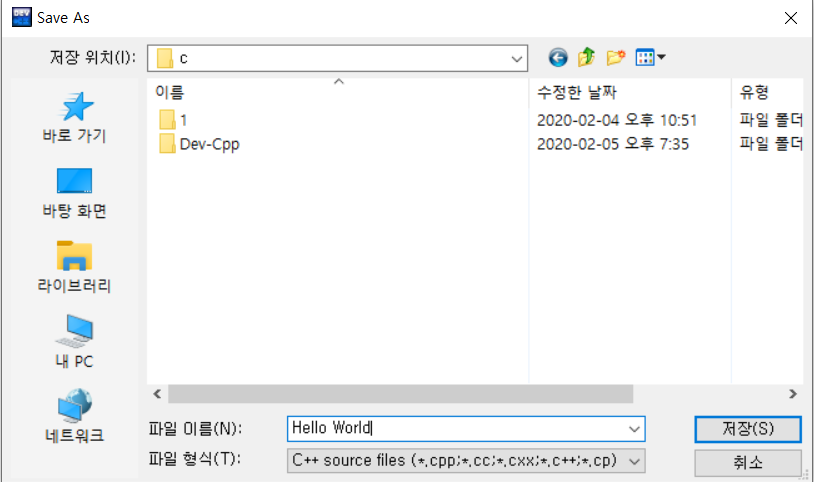 DEV Save As
저장 위치(I): c
이름 수정한 날짜 유형
1 2020-02-04 오후 10:51 파일 폴더
Dev-Cpp 2020-02-05 오후 7:35 파일 폴더
바로 가기
바탕 화면
라이브러리
내 PC
네트워크
파일 이름(N): Hello World 저장(S)
파일 형식(T): C++ source files (*.cpp;*.cc;*.cxx;*.c++;*.cp) 취소